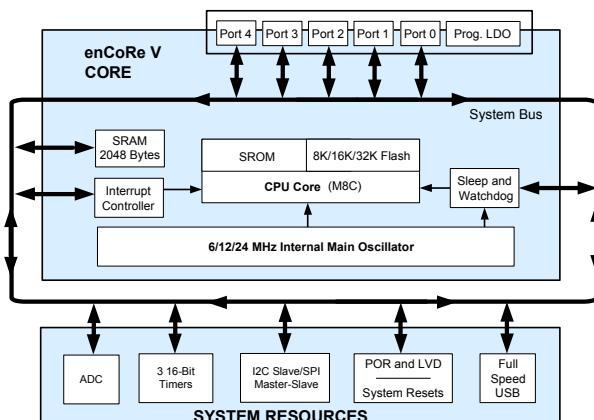 Port 4 Port 3 Port 2 Port 1 Port 0 Prog. LDO
enCoRe V
CORE
System Bus
SRAM
2048 Bytes
SROM 8K/16K/32K Flash
CPU Core (M8C)
Interrupt
Controller
Sleep and
Watchdog
6/12/24 MHz Internal Main Oscillator
ADC
3 16-Bit
Timers
I2C Slave/SPI
Master-Slave
POR and LVD
System Resets
Full
Speed
USB
SYSTEM RESOURCES